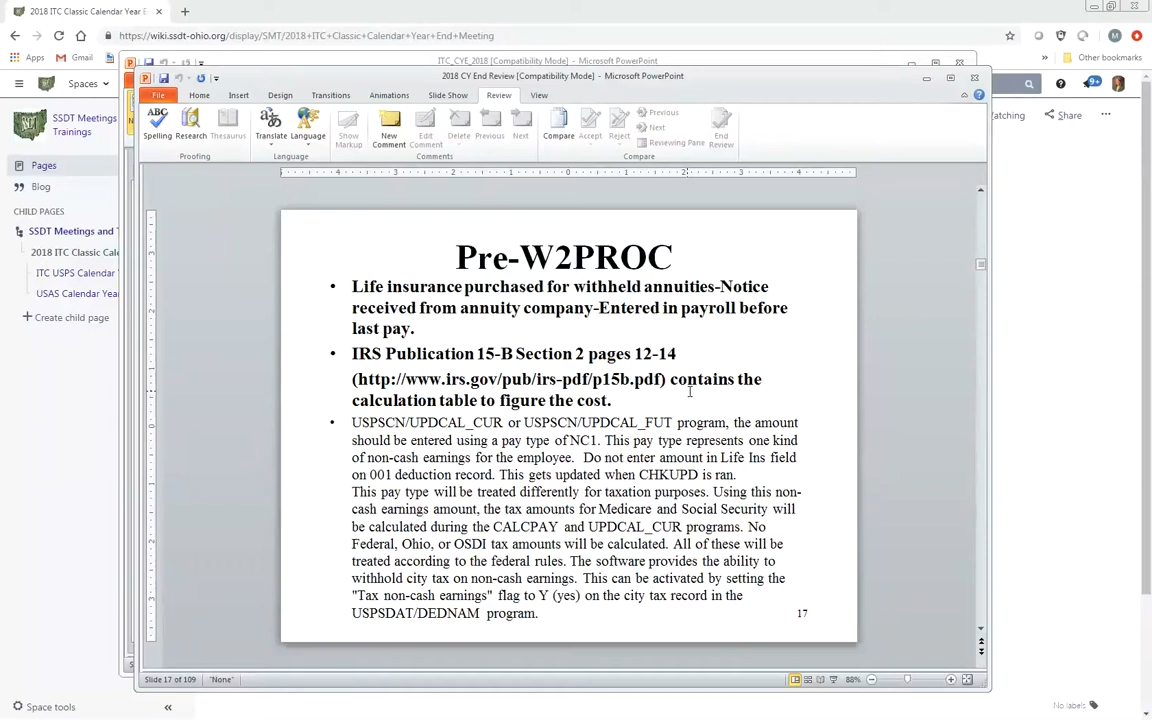 2018 ITC Classic Calendar Year E
https://wiki.ssdt-ohio.org/display/SMT/2018+ITC+Classic+Calendar+Year+End+Meeting
M
Apps
Gmail
Other bookmarks
ITC_CYE_2018 [Compatibility Mode] - Microsoft PowerPoint
2018 CY End Review [Compatibility Mode] - Microsoft PowerPoint
Spaces
9+
File
Home
Insert
Design
Transitions
Animations
Slide Show
Review
View
SSDT Meetings
Trainings
atching
Share
ABC
Spelling
Research
Thesaurus
Translate
Language
Show
Markup
New
Comment
Edit
Comment
Delete
Previous
Next
Compare
Accept
Reject
Previous
Next
Reviewing Pane
End
Review
Proofing
Language
Comments
Compare
Pages
Blog
CHILD PAGES
SSDT Meetings and T
2018 ITC Classic Cale
ITC USPS Calendar Y
USAS Calendar Year
Create child page
4 3 2 1 0 1 2 3 4
Pre-W2PROC
• Life insurance purchased for withheld annuities-Notice
received from annuity company-Entered in payroll before
last pay.
• IRS Publication 15-B Section 2 pages 12-14
(http://www.irs.gov/pub/irs-pdf/p15b.pdf) contains the
calculation table to figure the cost.
• USPSCN/UPDCAL_CUR or USPSCN/UPDCAL_FUT program, the amount
should be entered using a pay type of NC1. This pay type represents one kind
of non-cash earnings for the employee. Do not enter amount in Life Ins field
on 001 deduction record. This gets updated when CHKUPD is ran.
This pay type will be treated differently for taxation purposes. Using this non-
cash earnings amount, the tax amounts for Medicare and Social Security will
be calculated during the CALCPAY and UPDCAL_CUR programs. No
Federal, Ohio, or OSDI tax amounts will be calculated. All of these will be
treated according to the federal rules. The software provides the ability to
withhold city tax on non-cash earnings. This can be activated by setting the
"Tax non-cash earnings" flag to Y (yes) on the city tax record in the
USPSDAT/DEDNAM program.
17
Slide 17 of 109
"None"
88%
Space tools
No labels